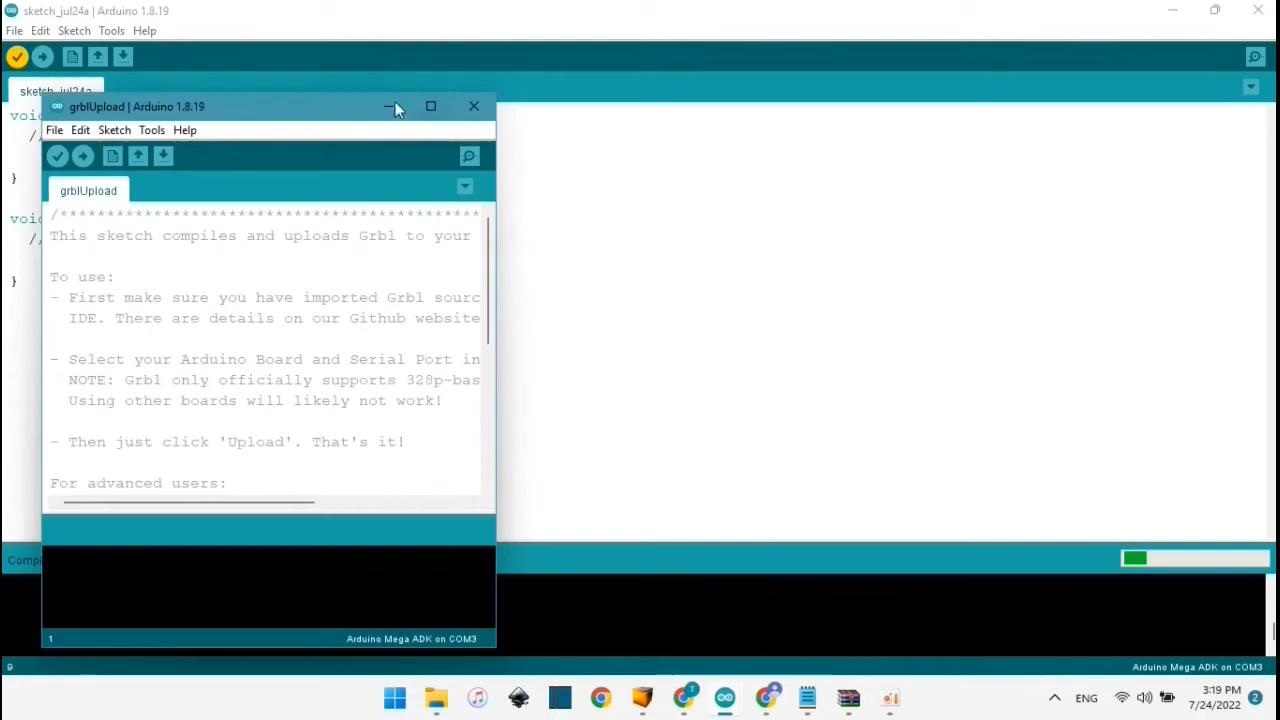 sketch_jul24a | Arduino 1.8.19
File Edit Sketch Tools Help
void
//
}
void
//
}
grblUpload | Arduino 1.8.19
File Edit Sketch Tools Help
grblUpload
/***********************************************
This sketch compiles and uploads Grbl to your
To use:
- First make sure you have imported Grbl sourc
IDE. There are details on our Github website
- Select your Arduino Board and Serial Port in
NOTE: Grbl only officially supports 328p-bas
Using other boards will likely not work!
- Then just click 'Upload'. That's it!
For advanced users:
1
Arduino Mega ADK on COM3
Compi
9
Arduino Mega ADK on COM3
ENG
3:19 PM
7/24/2022
2